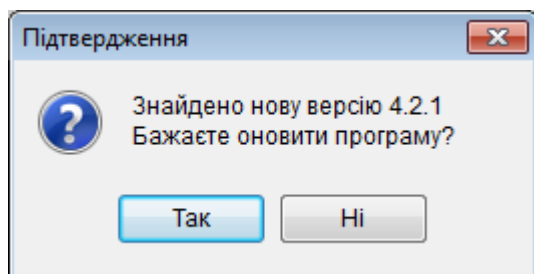 Підтвердження
Знайдено нову версію 4.2.1
Бажаєте оновити програму?
Так
Ні